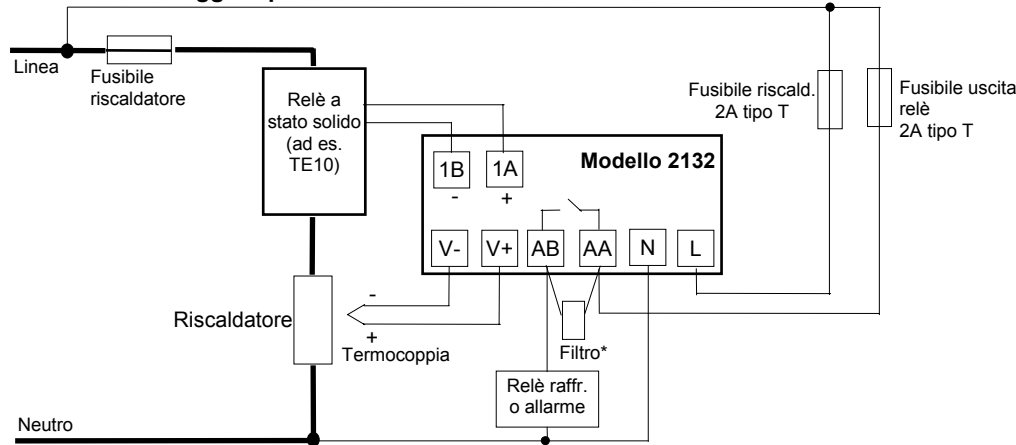 Linea
Fusibile
riscaldatore
Relè a
stato solido
(ad es.
TE10)
Fusibile riscald.
2A tipo T
Fusibile uscita
relè
2A tipo T
Modello 2132
1B
1A
-
+
V-
V+
AB
AA
N
L
Riscaldatore
-
+
Termocoppia
Filtro*
Relè raffr.
o allarme
Neutro